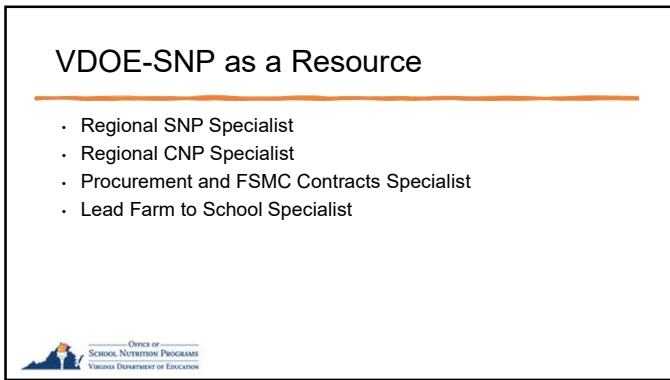 VDOE-SNP as a Resource
• Regional SNP Specialist
• Regional CNP Specialist
• Procurement and FSMC Contracts Specialist
• Lead Farm to School Specialist
OFFICE OF
SCHOOL NUTRITION PROGRAMS
VIRGINIA DEPARTMENT OF EDUCATION